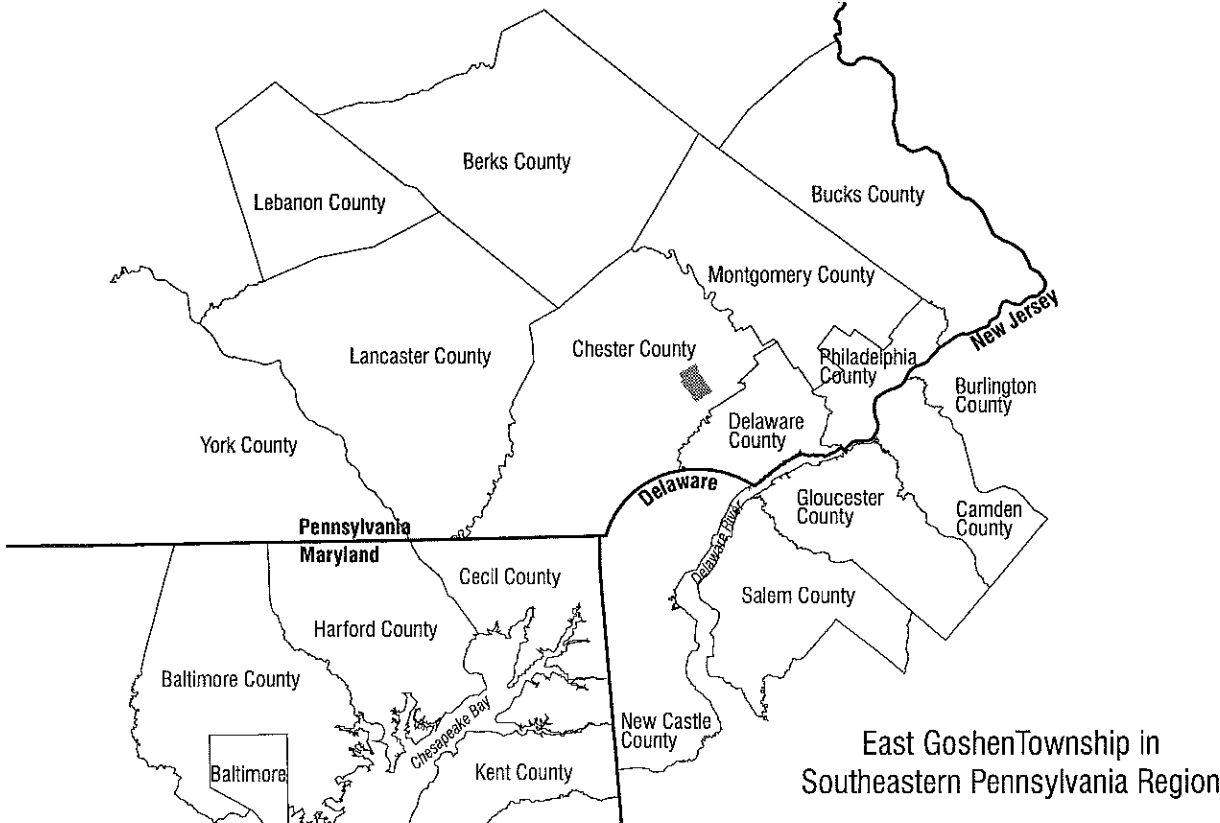 Berks County
Lebanon County
Bucks County
Montgomery County
New Jersey
Lancaster County
Chester County
Philadelphia
County
Burlington
County
Delaware
County
York County
Delaware
Gloucester
County
Camden
County
Pennsylvania
Maryland
Delaware River
Cecil County
Salem County
Harford County
Baltimore County
Chesapeake Bay
New Castle
County
Baltimore
Kent County
East GoshenTownship in
Southeastern Pennsylvania Region